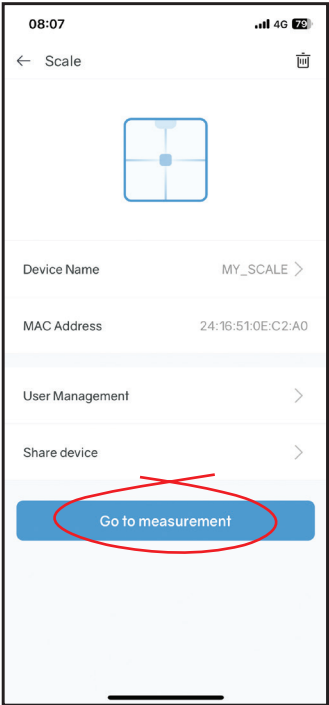 08:07 4G 79
Scale
Device Name MY_SCALE
MAC Address 24:16:51:0E:C2:A0
User Management
Share device
Go to measurement